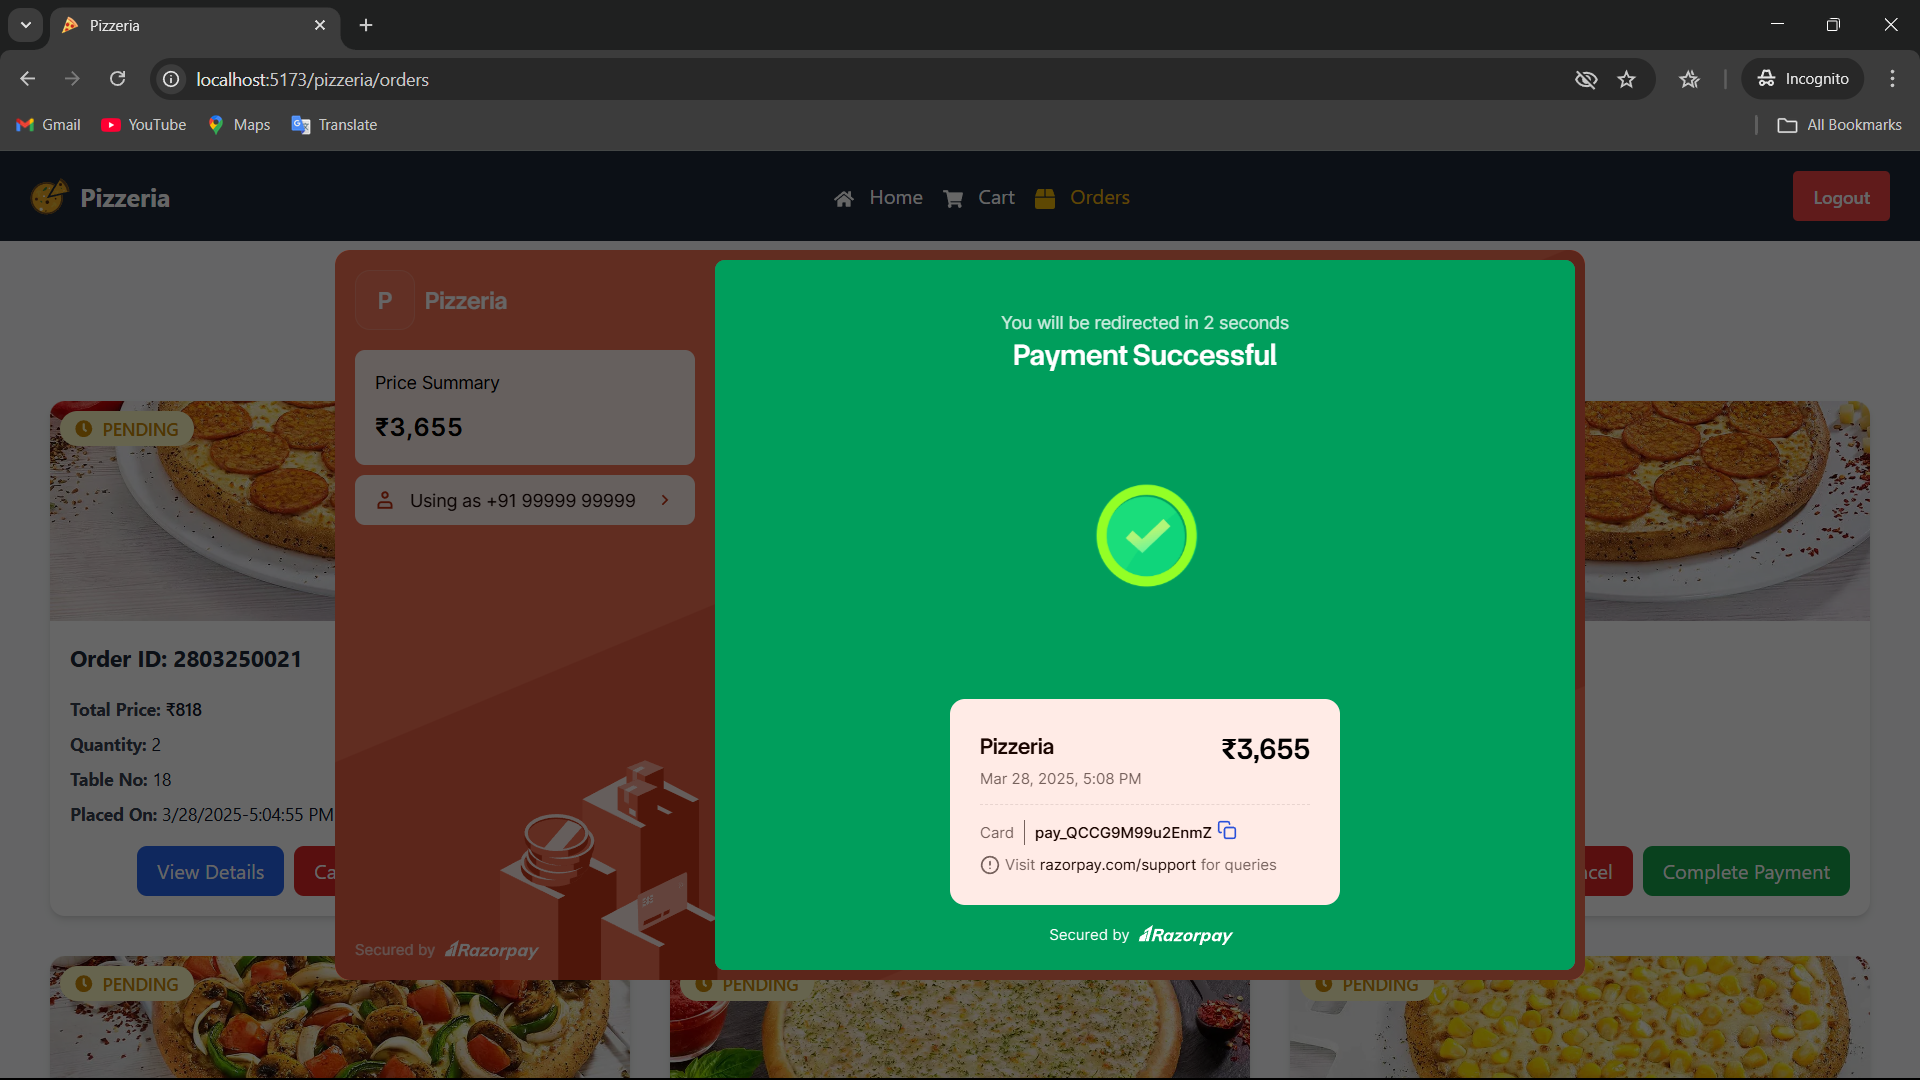 Pizzeria
localhost:5173/pizzeria/orders
Incognito
Gmail
YouTube
Maps
Translate
All Bookmarks
Pizzeria
Home
Cart
Orders
Logout
P
Pizzeria
Price Summary
₹3,655
Using as +91 99999 99999
Secured by Razorpay
You will be redirected in 2 seconds
Payment Successful
Pizzeria
₹3,655
Mar 28, 2025, 5:08 PM
Card
pay_QCCG9M99u2EnmZ
Visit razorpay.com/support for queries
Secured by Razorpay
PENDING
Order ID: 2803250021
Total Price: ₹818
Quantity: 2
Table No: 18
Placed On: 3/28/2025-5:04:55 PM
View Details
Ca
cel
Complete Payment
PENDING
PENDING
PENDING